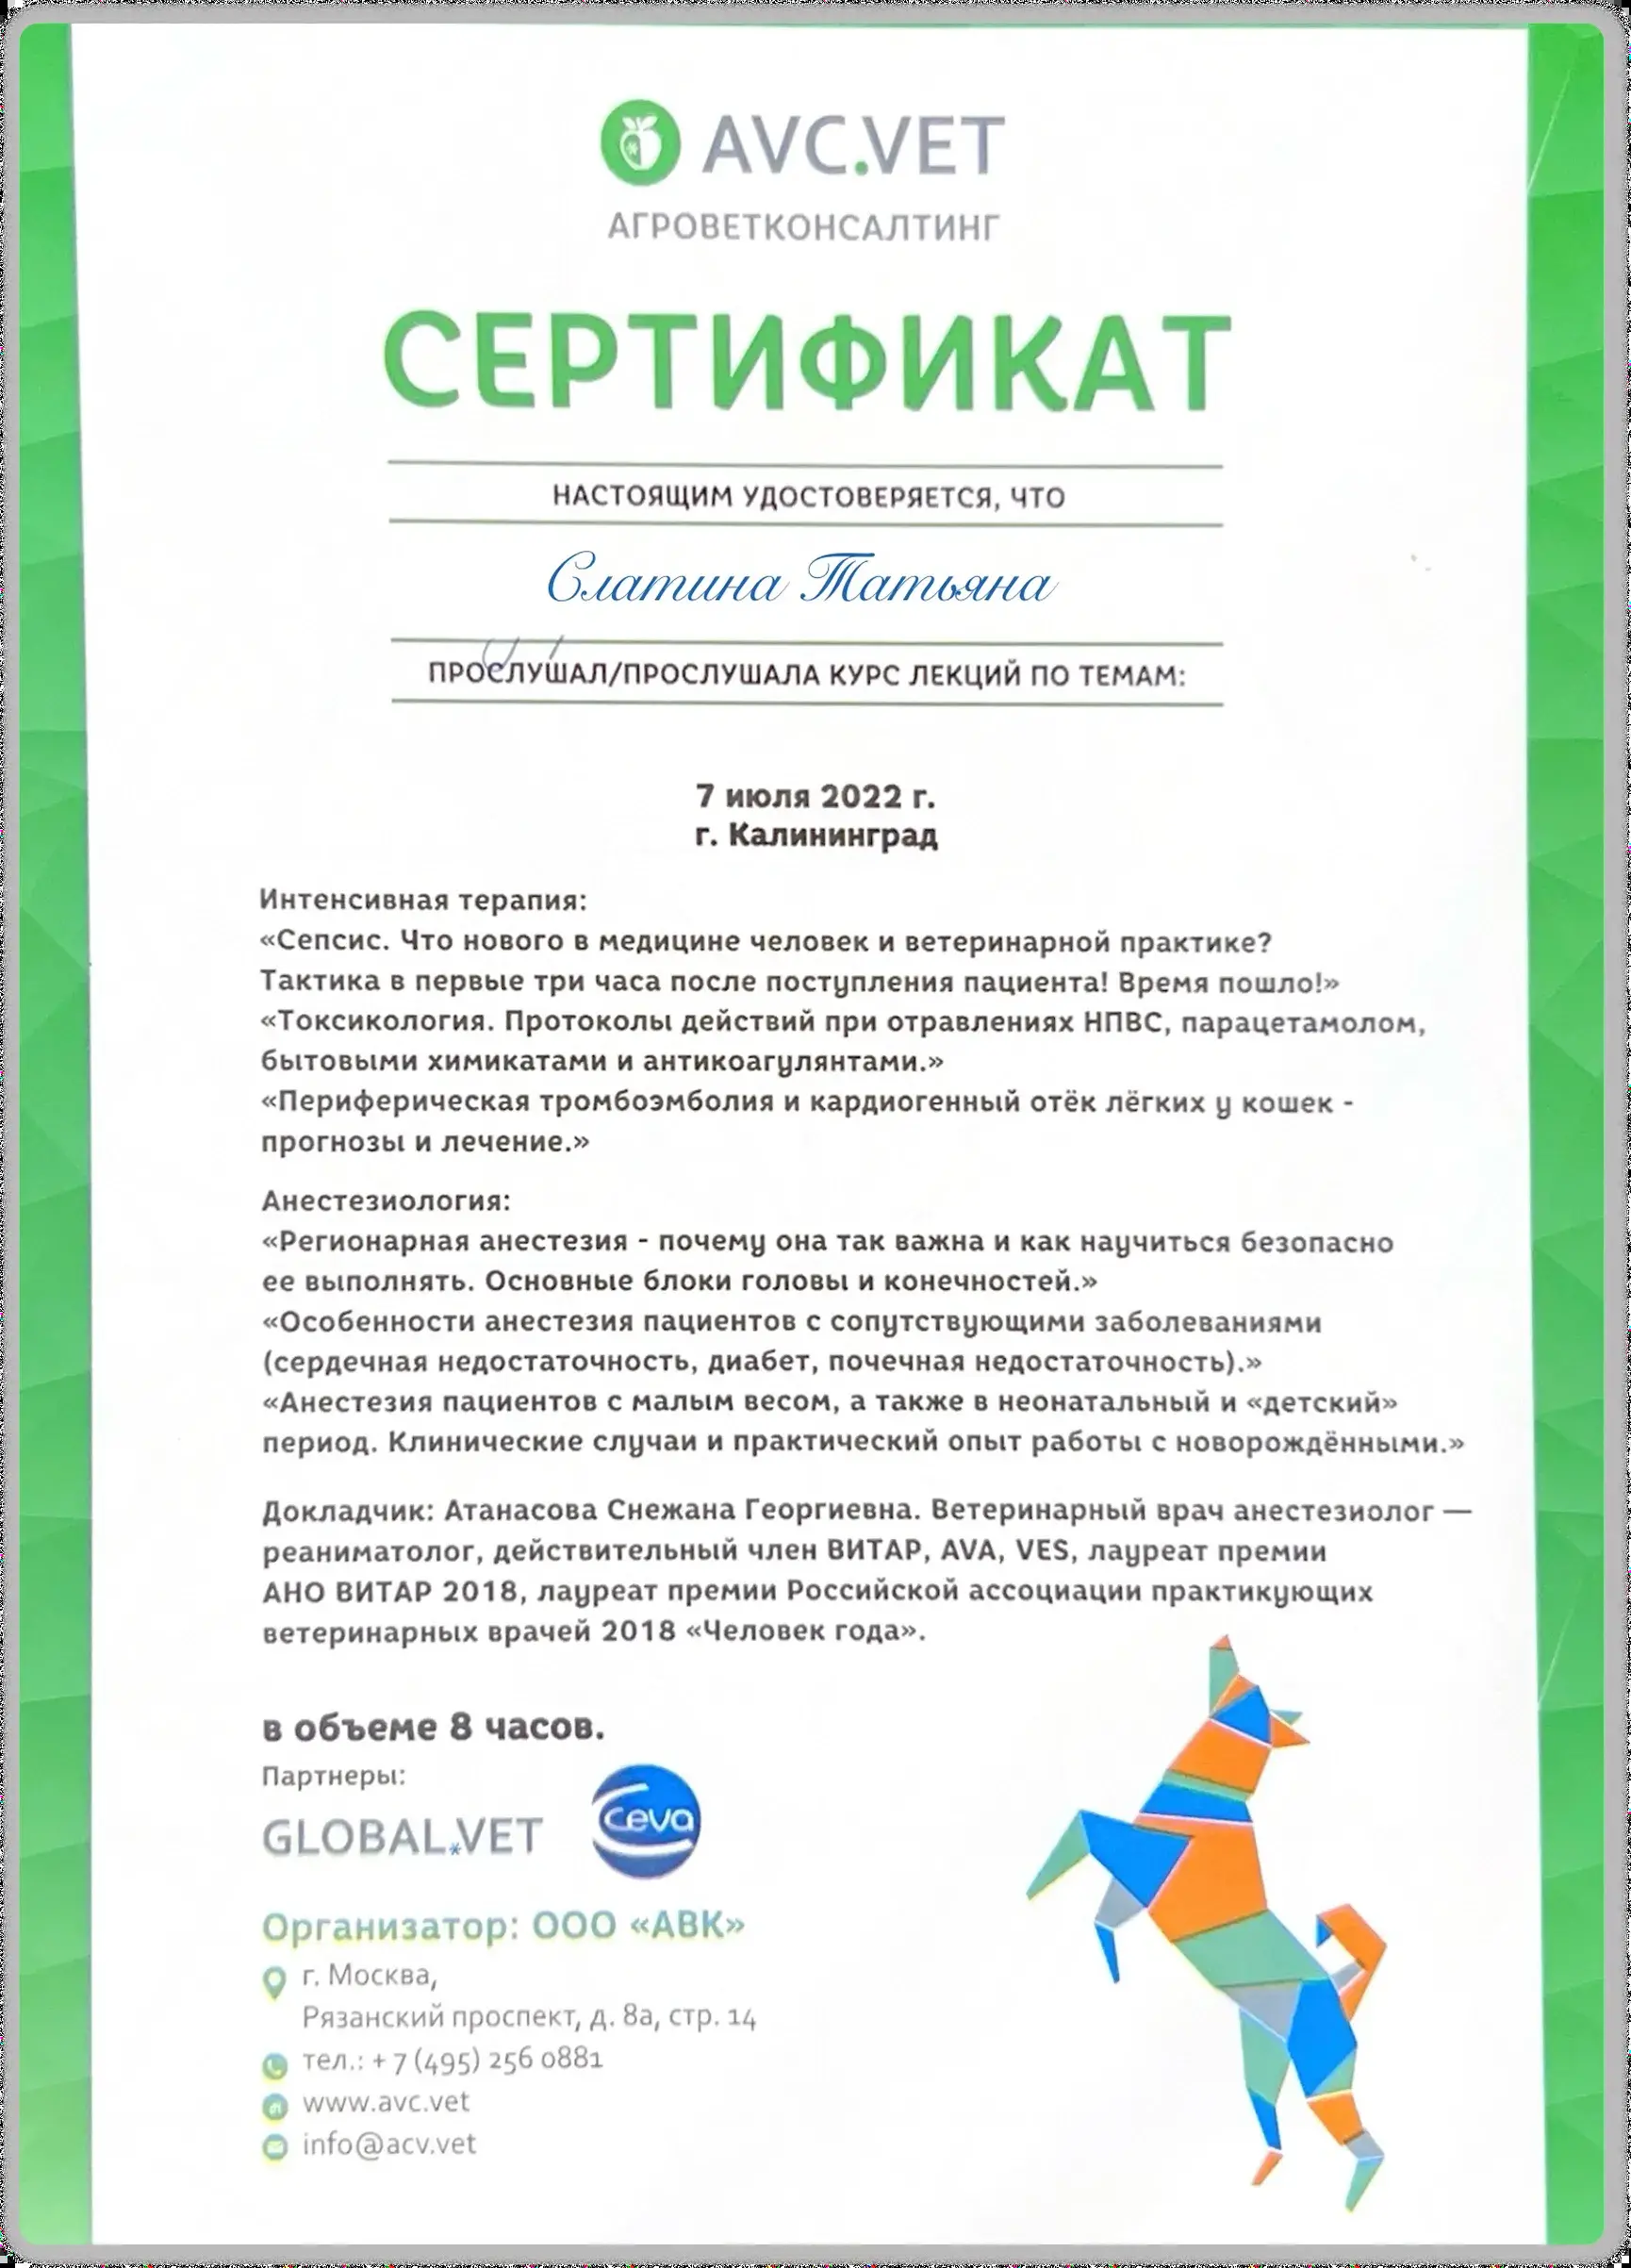 AVC.VET
АГРОВЕТКОНСАЛТИНГ
СЕРТИФИКАТ
НАСТОЯЩИМ УДОСТОВЕРЯЕТСЯ, ЧТО
Слатина Татьяна
ПРОСЛУШАЛ/ПРОСЛУШАЛА КУРС ЛЕКЦИЙ ПО ТЕМАМ:
7 июля 2022 г.
г. Калининград
Интенсивная терапия:
«Сепсис. Что нового в медицине человек и ветеринарной практике?
Тактика в первые три часа после поступления пациента! Время пошло!»
«Токсикология. Протоколы действий при отравлениях НПВС, парацетамолом,
бытовыми химикатами и антикоагулянтами.»
«Периферическая тромбоэмболия и кардиогенный отёк лёгких у кошек -
прогнозы и лечение.»
Анестезиология:
«Регионарная анестезия - почему она так важна и как научиться безопасно
ее выполнять. Основные блоки головы и конечностей.»
«Особенности анестезия пациентов с сопутствующими заболеваниями
(сердечная недостаточность, диабет, почечная недостаточность).»
«Анестезия пациентов с малым весом, а также в неонатальный и «детский»
период. Клинические случаи и практический опыт работы с новорождёнными.»
Докладчик: Атанасова Снежана Георгиевна. Ветеринарный врач анестезиолог —
реаниматолог, действительный член ВИТАР, AVA, VES, лауреат премии
АНО ВИТАР 2018, лауреат премии Российской ассоциации практикующих
ветеринарных врачей 2018 «Человек года».
в объеме 8 часов.
Партнеры:
GLOBAL.VET ceva
Организатор: ООО «АВК»
г. Москва,
Рязанский проспект, д. 8а, стр. 14
тел.: + 7 (495) 256 0881
www.avc.vet
info@acv.vet